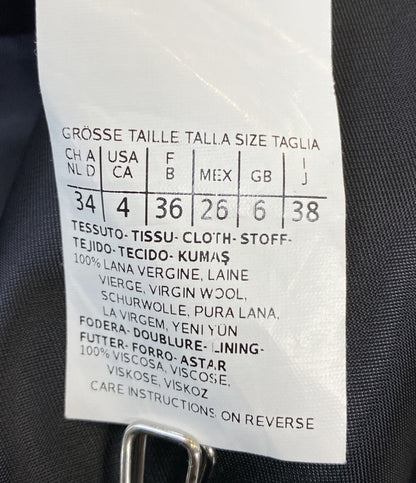 GRÖSSE TAILLE TALLA SIZE TAGLIA
CH A USA F MEX GB I
NL D CA B J
34 4 36 26 6 38
TESSUTO- TISSU- CLOTH- STOFF-
TEJIDO- TECIDO- KUMAŞ
100% LANA VERGINE, LAINE
VIERGE, VIRGIN WOOL,
SCHURWOLLE, PURA LANA,
LA VIRGEM, YENI YÜN
FODERA- DOUBLURE- LINING-
FUTTER- FORRO- ASTAR
100% VISCOSA, VISCOSE,
VISKOSE, VISKOZ
CARE INSTRUCTIONS ON REVERSE